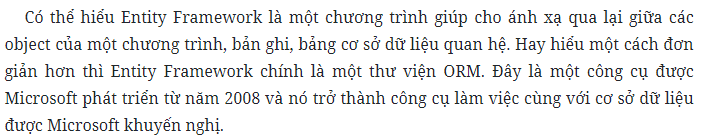 Có thể hiểu Entity Framework là một chương trình giúp cho ánh xạ qua lại giữa các
object của một chương trình, bản ghi, bảng cơ sở dữ liệu quan hệ. Hay hiểu một cách đơn
giản hơn thì Entity Framework chính là một thư viện ORM. Đây là một công cụ được
Microsoft phát triển từ năm 2008 và nó trở thành công cụ làm việc cùng với cơ sở dữ liệu
được Microsoft khuyến nghị.